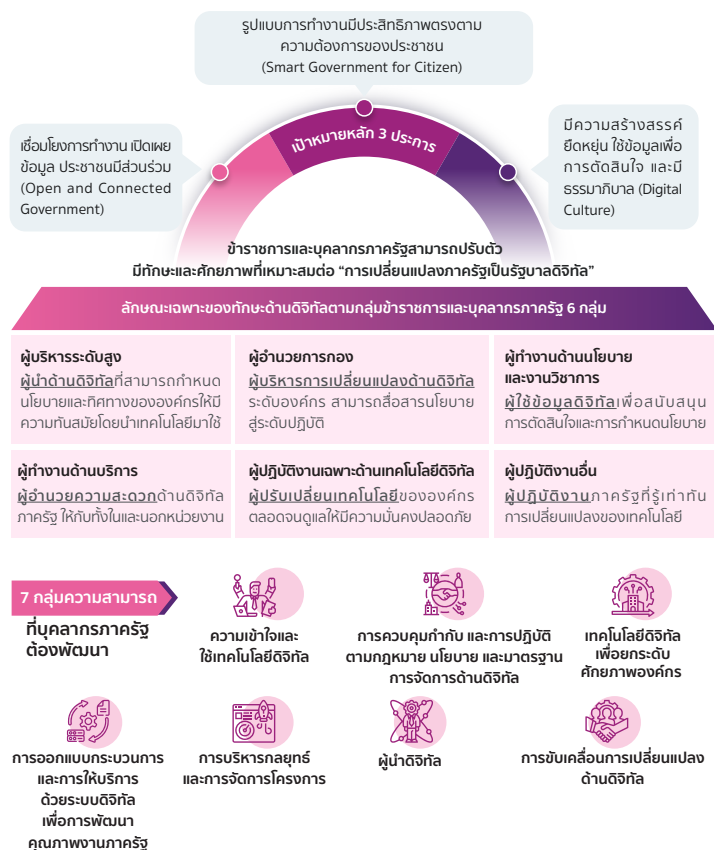 รูปแบบการทำงานมีประสิทธิภาพตรงตาม
ความต้องการของประชาชน
(Smart Government for Citizen)
เป้าหมายหลัก 3 ประการ
เชื่อมโยงการทำงาน เปิดเผย
ข้อมูล ประชาชนมีส่วนร่วม
(Open and Connected
Government)
มีความสร้างสรรค์
ยืดหยุ่น ใช้ข้อมูลเพื่อ
การตัดสินใจ และมี
ธรรมาภิบาล (Digital
Culture)
ข้าราชการและบุคลากรภาครัฐสามารถปรับตัว
มีทักษะและศักยภาพที่เหมาะสมต่อ “การเปลี่ยนแปลงภาครัฐเป็นรัฐบาลดิจิทัล”
ลักษณะเฉพาะของทักษะด้านดิจิทัลตามกลุ่มข้าราชการและบุคลากรภาครัฐ 6 กลุ่ม
ผู้บริหารระดับสูง
ผู้นำด้านดิจิทัลที่สามารถกำหนด
นโยบายและทิศทางขององค์กรให้มี
ความทันสมัยโดยนำเทคโนโลยีมาใช้
ผู้อำนวยการกอง
ผู้บริหารการเปลี่ยนแปลงด้านดิจิทัล
ระดับองค์กร สามารถสื่อสารนโยบาย
สู่ระดับปฏิบัติ
ผู้ทำงานด้านนโยบาย
และงานวิชาการ
ผู้ใช้ข้อมูลดิจิทัลเพื่อสนับสนุน
การตัดสินใจและการกำหนดนโยบาย
ผู้ทำงานด้านบริการ
ผู้อำนวยความสะดวกด้านดิจิทัล
ภาครัฐ ให้กับทั้งในและนอกหน่วยงาน
ผู้ปฏิบัติงานเฉพาะด้านเทคโนโลยีดิจิทัล
ผู้ปรับเปลี่ยนเทคโนโลยีขององค์กร
ตลอดจนดูแลให้มีความมั่นคงปลอดภัย
ผู้ปฏิบัติงานอื่น
ผู้ปฏิบัติงานภาครัฐที่รู้เท่าทัน
การเปลี่ยนแปลงของเทคโนโลยี
7 กลุ่มความสามารถ
ที่บุคลากรภาครัฐ
ต้องพัฒนา
ความเข้าใจและ
ใช้เทคโนโลยีดิจิทัล
การควบคุมกำกับ และการปฏิบัติ
ตามกฎหมาย นโยบาย และมาตรฐาน
การจัดการด้านดิจิทัล
เทคโนโลยีดิจิทัล
เพื่อยกระดับ
ศักยภาพองค์กร
การออกแบบกระบวนการ
และการให้บริการ
ด้วยระบบดิจิทัล
เพื่อการพัฒนา
คุณภาพงานภาครัฐ
การบริหารกลยุทธ์
และการจัดการโครงการ
ผู้นำดิจิทัล
การขับเคลื่อนการเปลี่ยนแปลง
ด้านดิจิทัล